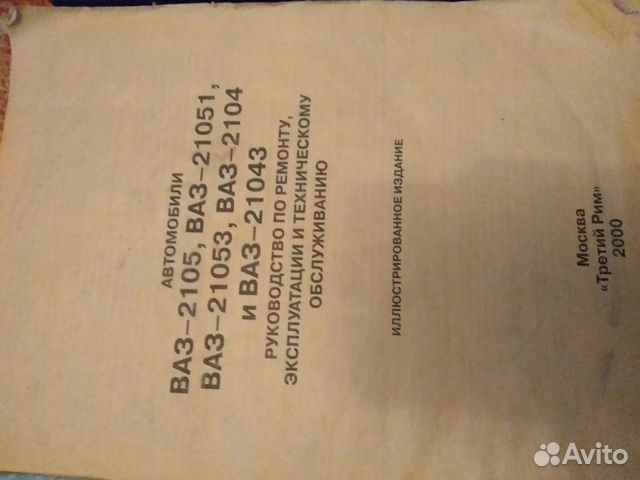 АВТОМОБИЛИ
ВАЗ–2105, ВАЗ–21051,
ВАЗ–21053, ВАЗ–2104
и ВАЗ–21043
РУКОВОДСТВО ПО РЕМОНТУ,
ЭКСПЛУАТАЦИИ И ТЕХНИЧЕСКОМУ
ОБСЛУЖИВАНИЮ
ИЛЛЮСТРИРОВАННОЕ ИЗДАНИЕ
Москва
«Третий Рим»
2000
Avito